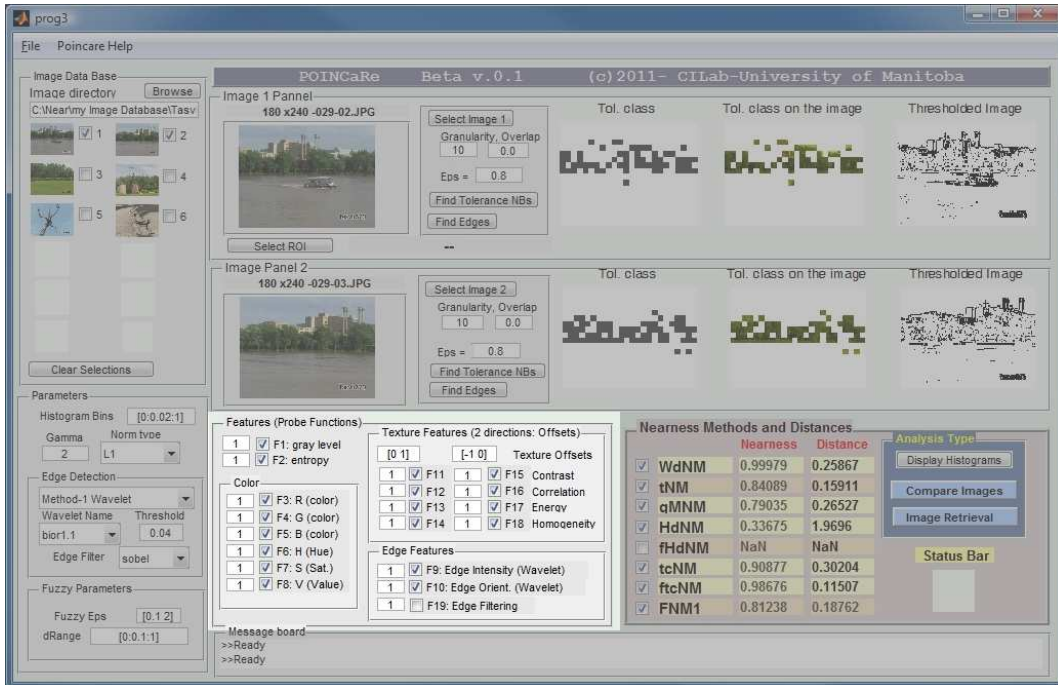 prog3
File Poincare Help
POINCaRe Beta v.0.1 (c)2011- CILab-University of Manitoba
Image Data Base
Image directory Browse
C:\Near\my Image Database\Tasv
1 2
3 4
5 6
Clear Selections
Parameters
Histogram Bins [0:0.02:1]
Gamma Norm type
2 L1
Edge Detection
Method-1 Wavelet
Wavelet Name Threshold
bior1.1 0.04
Edge Filter sobel
Fuzzy Parameters
Fuzzy Eps [0.1 2]
dRange [0:0.1:1]
Image 1 Pannel
180 x240 -029-02.JPG
Select Image 1
Granularity, Overlap
10 0.0
Eps = 0.8
Find Tolerance NBs
Find Edges
Select ROI --
Tol. class Tol. class on the image Thresholded Image
Image Panel 2
180 x240 -029-03.JPG
Select Image 2
Granularity, Overlap
10 0.0
Eps = 0.8
Find Tolerance NBs
Find Edges
Tol. class Tol. class on the image Thresholded Image
Features (Probe Functions)
1 F1: gray level
1 F2: entropy
Color
1 F3: R (color)
1 F4: G (color)
1 F5: B (color)
1 F6: H (Hue)
1 F7: S (Sat.)
1 F8: V (Value)
Texture Features (2 directions: Offsets)
[0 1] [-1 0] Texture Offsets
1 F11 1 F15 Contrast
1 F12 1 F16 Correlation
1 F13 1 F17 Energy
1 F14 1 F18 Homogeneity
Edge Features
1 F9: Edge Intensity (Wavelet)
1 F10: Edge Orient. (Wavelet)
1 F19: Edge Filtering
Nearness Methods and Distances
Nearness Distance
WdNM 0.99979 0.25867
tNM 0.84089 0.15911
qMNM 0.79035 0.26527
HdNM 0.33675 1.9696
fHdNM NaN NaN
tcNM 0.90877 0.30204
ftcNM 0.98676 0.11507
FNM1 0.81238 0.18762
Analysis Type
Display Histograms
Compare Images
Image Retrieval
Status Bar
Message board
>>Ready
>>Ready